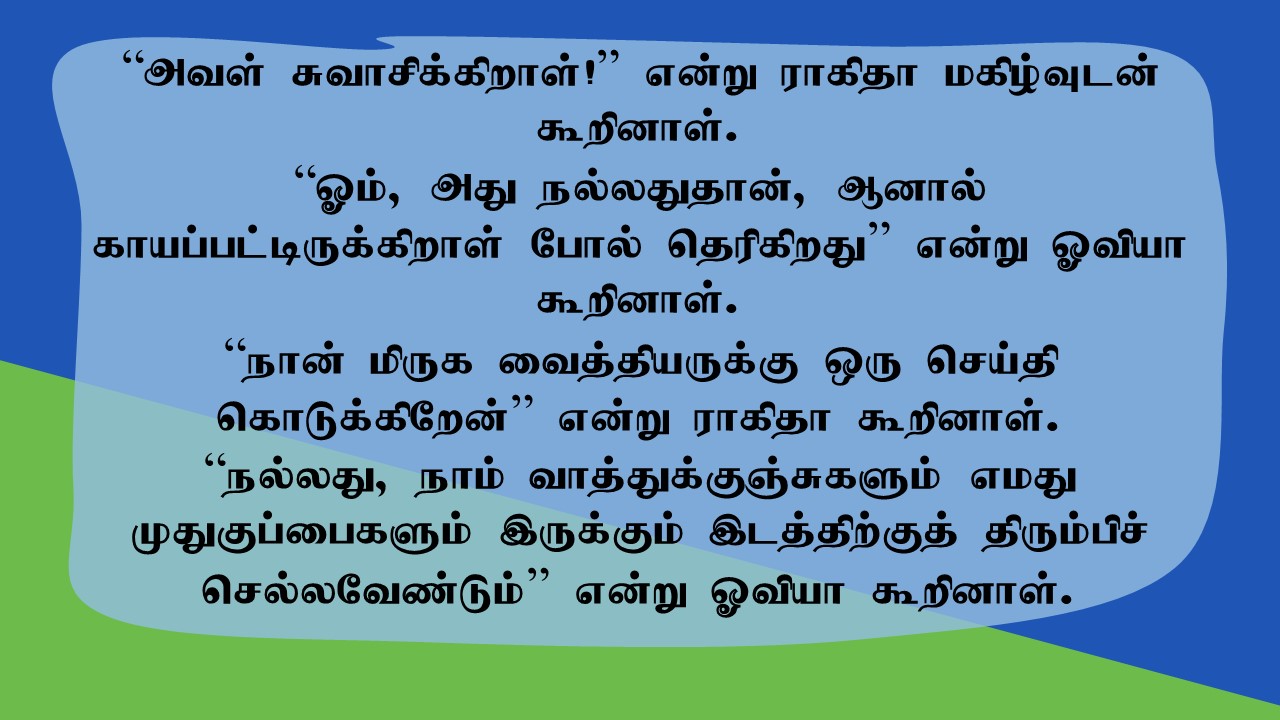 “அவள் சுவாசிக்கிறாள்!” என்று ராகிதா மகிழ்வுடன்
கூறினாள்.
“ஓம், அது நல்லதுதான், ஆனால்
காயப்பட்டிருக்கிறாள் போல் தெரிகிறது” என்று ஓவியா
கூறினாள்.
“நான் மிருக வைத்தியருக்கு ஒரு செய்தி
கொடுக்கிறேன்” என்று ராகிதா கூறினாள்.
“நல்லது, நாம் வாத்துக்குஞ்சுகளும் எமது
முதுகுப்பைகளும் இருக்கும் இடத்திற்குத் திரும்பிச்
செல்லவேண்டும்” என்று ஓவியா கூறினாள்.